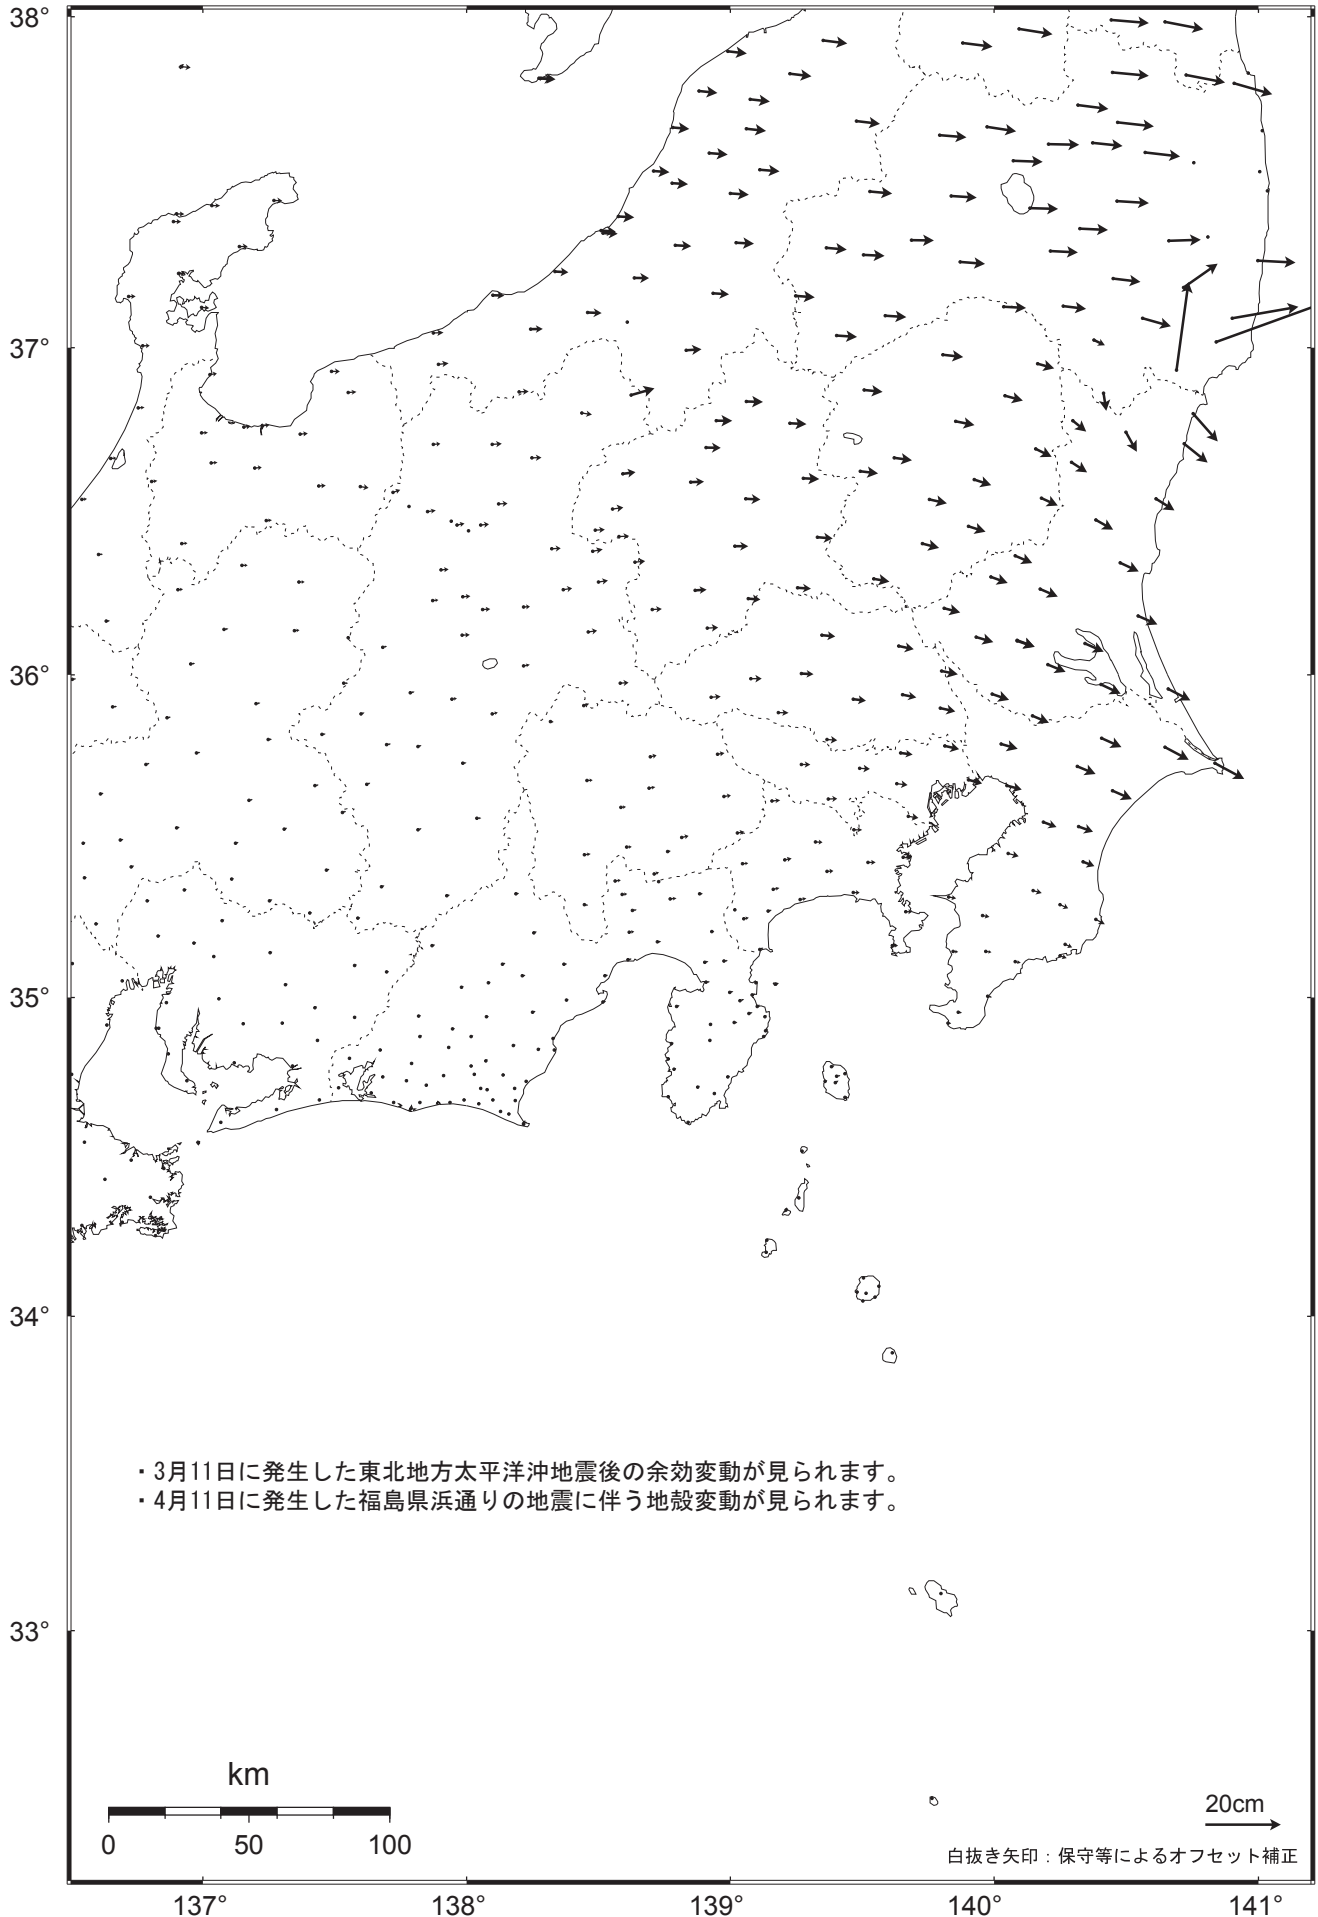 38°
37°
36°
35°
34°
33°
・3月11日に発生した東北地方太平洋沖地震後の余効変動が見られます。
・4月11日に発生した福島県浜通りの地震に伴う地殻変動が見られます。
km
0 50 100
20cm
白抜き矢印：保守等によるオフセット補正
137° 138° 139° 140° 141°